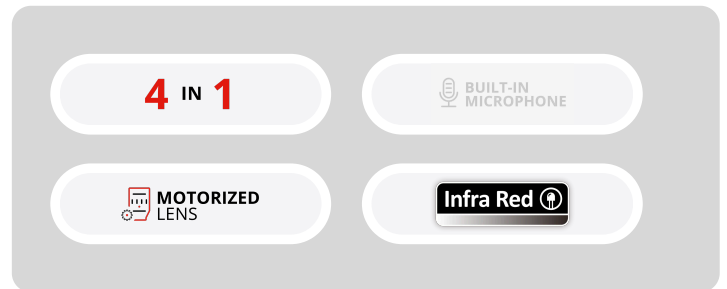 4 IN 1
BUILT-IN
MICROPHONE
MOTORIZED
LENS
Infra Red